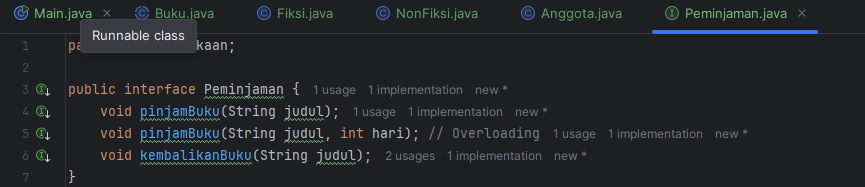 Main.java Buku.java Fiksi.java NonFiksi.java Anggota.java Peminjaman.java
Runnable class
1 pa kaan;
2
3 public interface Peminjaman { 1 usage 1 implementation new *
4 void pinjamBuku(String judul); 1 usage 1 implementation new *
5 void pinjamBuku(String judul, int hari); // Overloading 1 usage 1 implementation new *
6 void kembalikanBuku(String judul); 2 usages 1 implementation new *
7 }